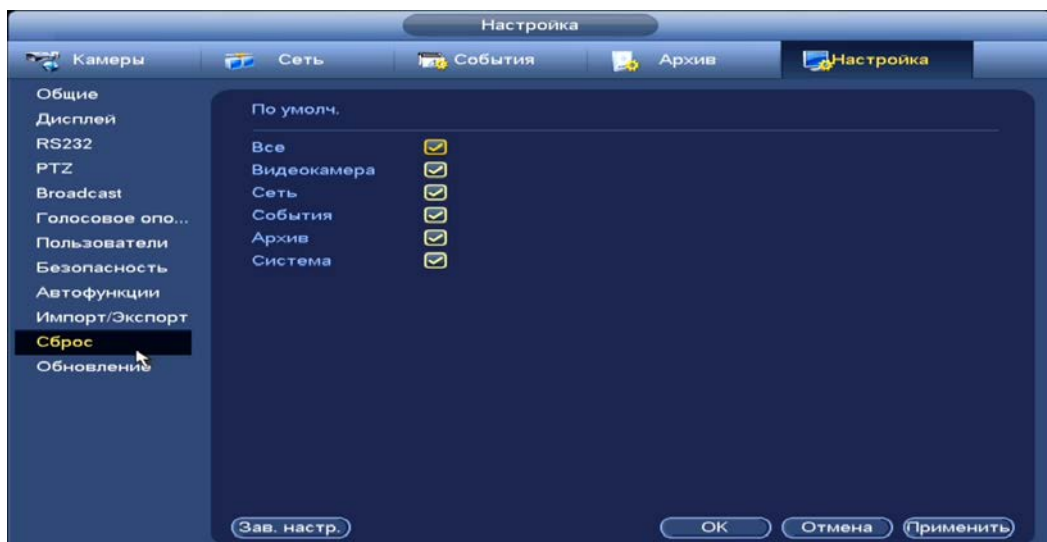 Настройка
Камеры
Сеть
События
Архив
Настройка
Общие
Дисплей
RS232
PTZ
Broadcast
Голосовое опо...
Пользователи
Безопасность
Автофункции
Импорт/Экспорт
Сброс
Обновление
По умолч.
Все
Видеокамера
Сеть
События
Архив
Система
Зав. настр.
OK
Отмена
Применить